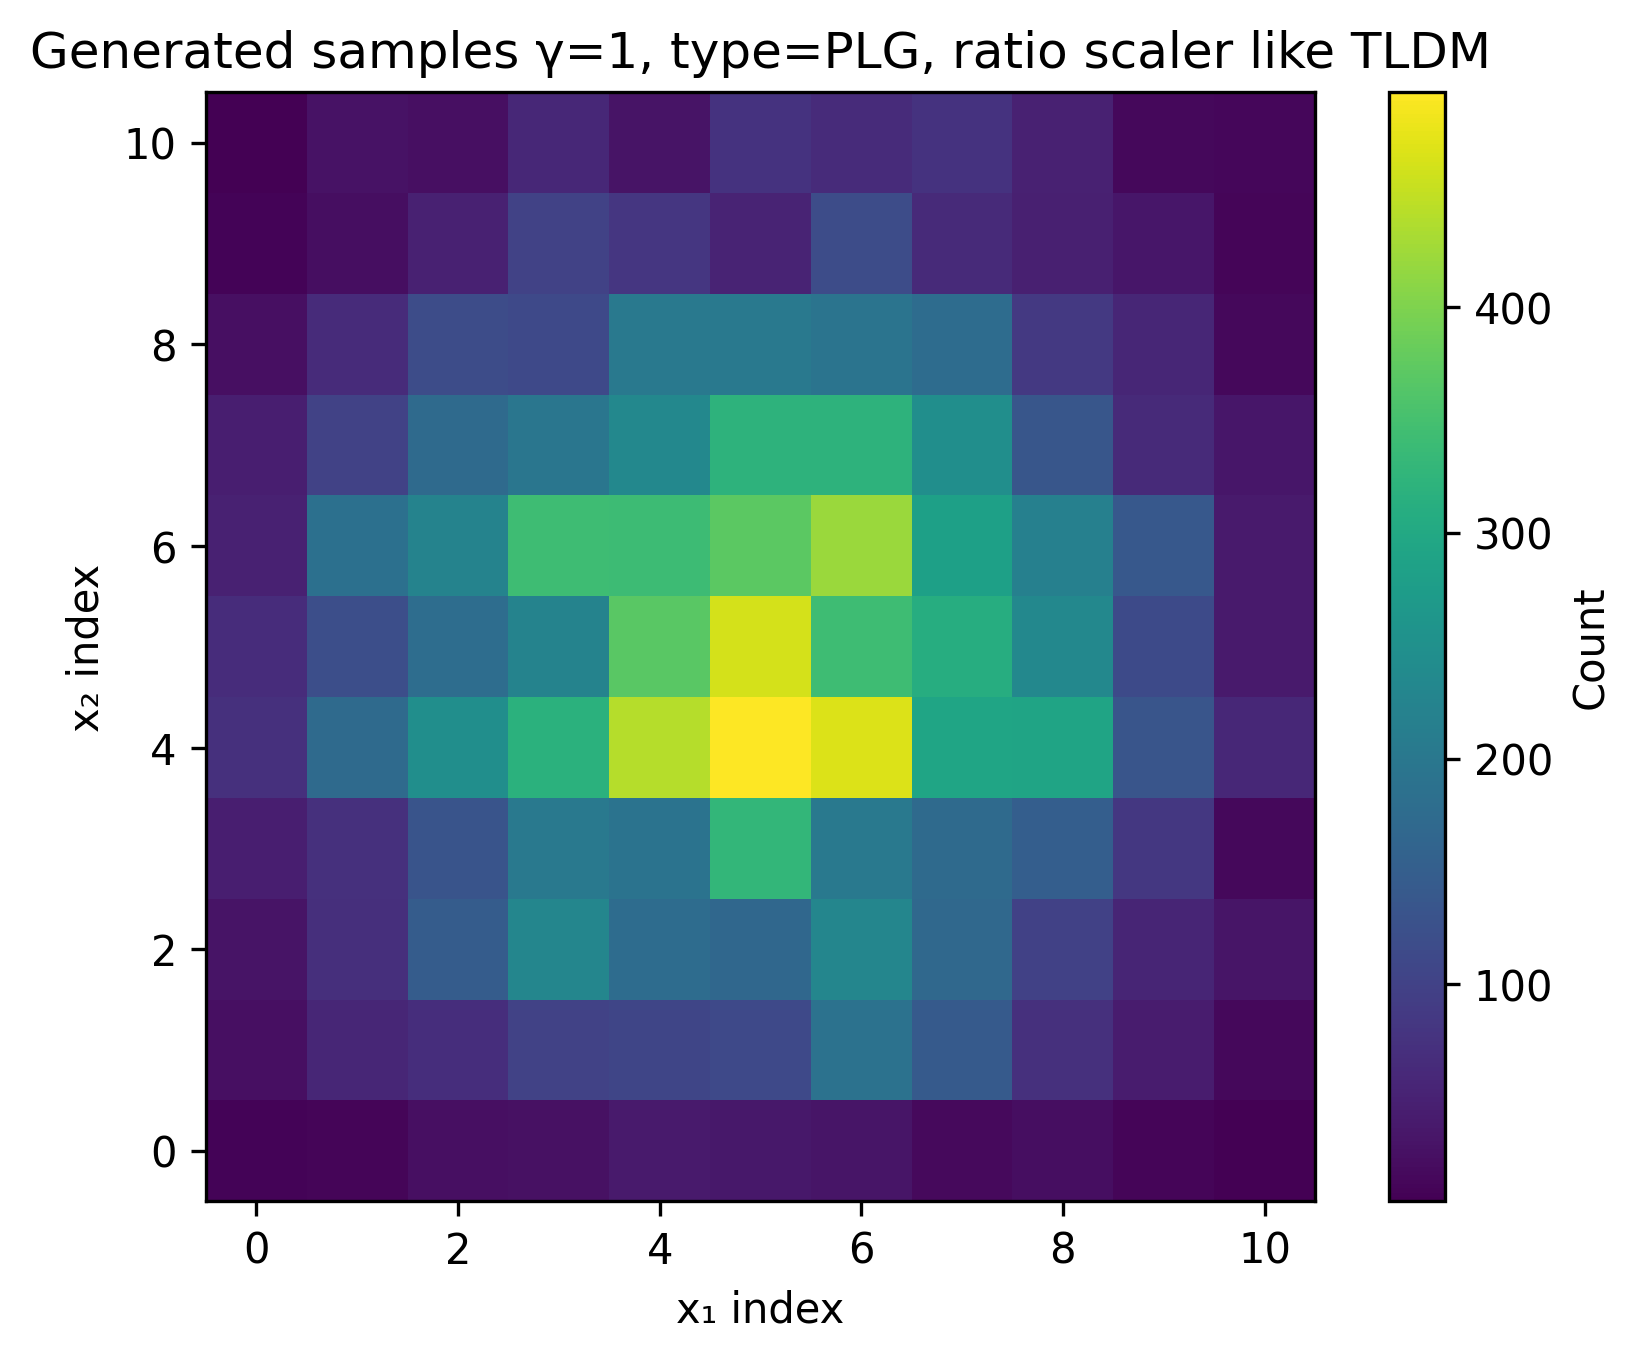 Generated samples γ=1, type=PLG, ratio scaler like TLDM
10
8
6
4
2
0
x₂ index
0 2 4 6 8 10
x₁ index
400
300
200
100
Count